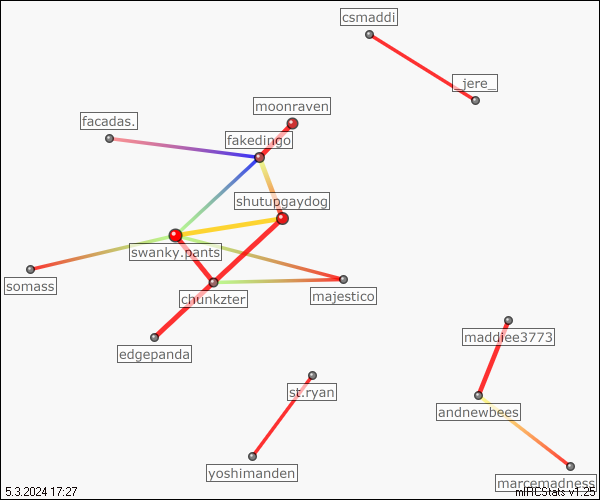 csmaddi
_jere_
moonraven
facadas.
fakedingo
shutupgaydog
swanky.pants
somass
majestico
chunkzter
maddiee3773
edgepanda
st.ryan
andnewbees
yoshimanden
marcemadness
5.3.2024 17:27
mIRCStats v1.25